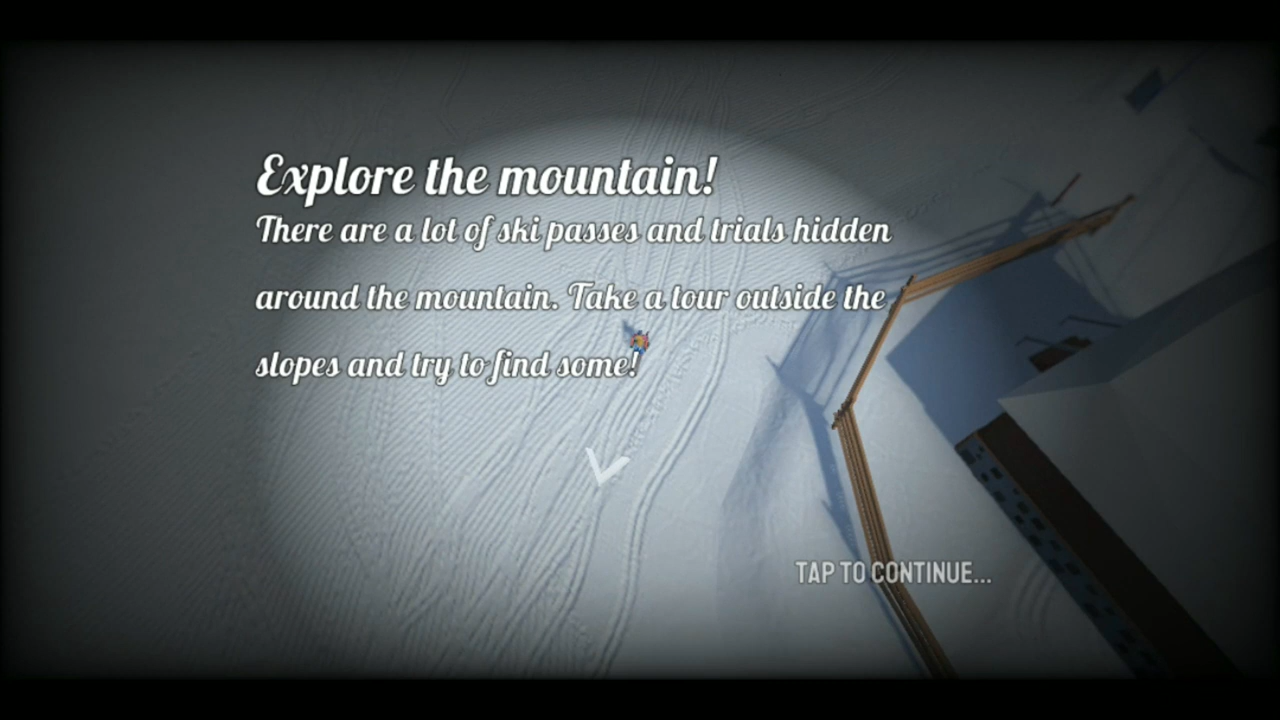 Explore the mountain!
There are a lot of ski passes and trials hidden
around the mountain. Take a tour outside the
slopes and try to find some!
TAP TO CONTINUE...